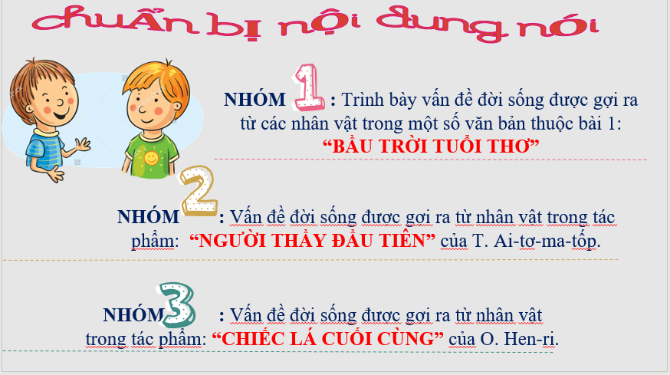 chuẨn bị nội dung nói
NHÓM 1 : Trình bày vấn đề đời sống được gợi ra
từ các nhân vật trong một số văn bản thuộc bài 1:
“BẦU TRỜI TUỔI THƠ”
NHÓM 2 : Vấn đề đời sống được gợi ra từ nhân vật trong tác
phẩm: “NGƯỜI THẦY ĐẦU TIÊN” của T. Ai-tơ-ma-tốp.
NHÓM 3 : Vấn đề đời sống được gợi ra từ nhân vật
trong tác phẩm: “CHIẾC LÁ CUỐI CÙNG” của O. Hen-ri.